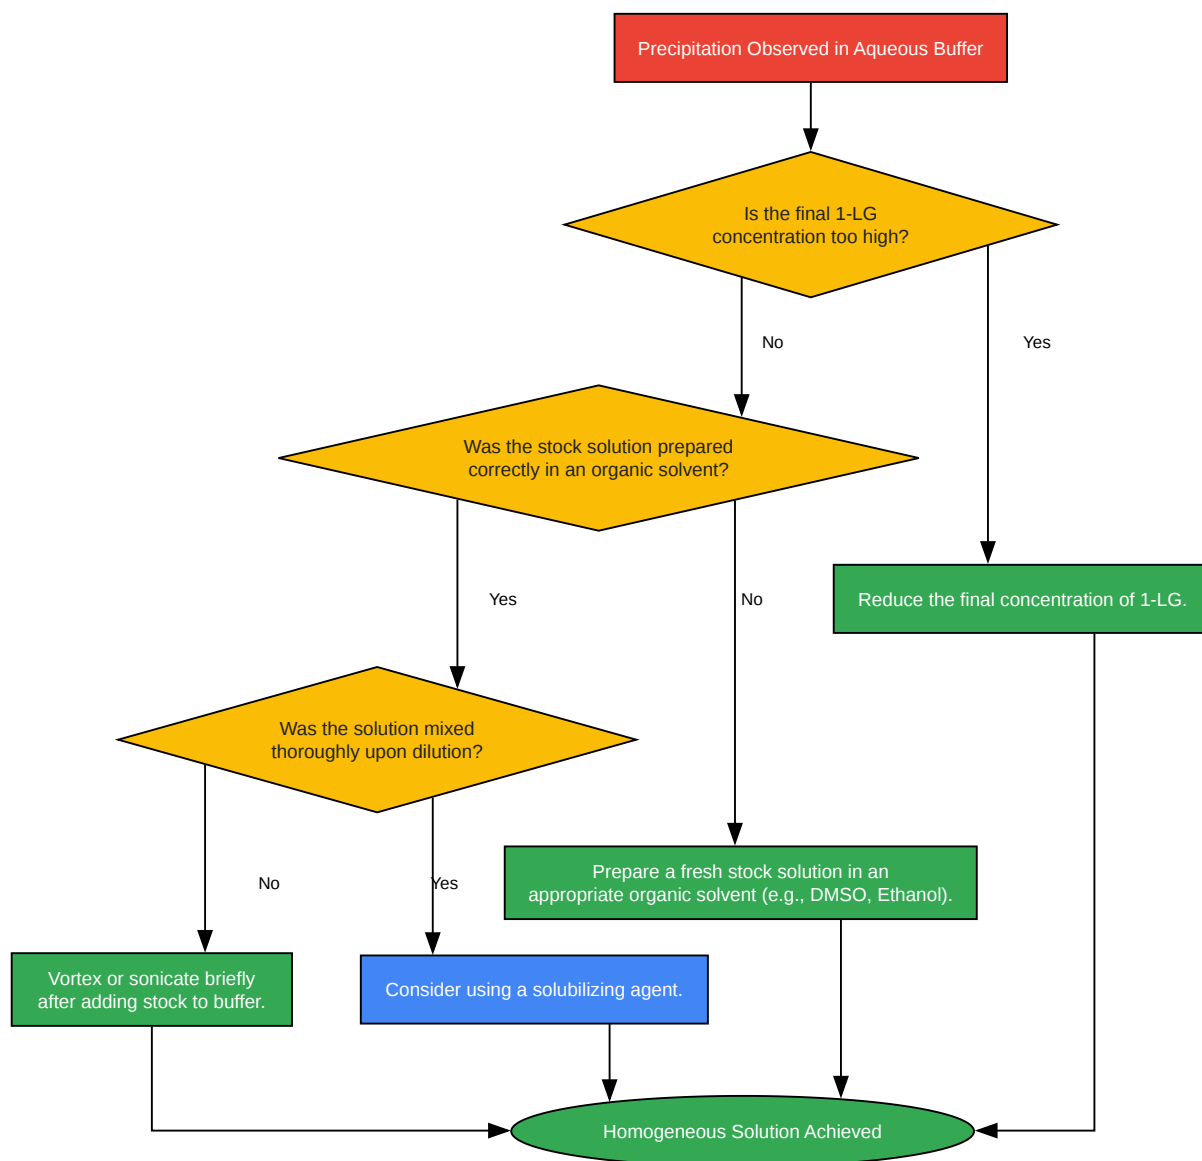 Precipitation Observed in Aqueous Buffer
Is the final 1-LG
concentration too high?
No
Yes
Was the stock solution prepared
correctly in an organic solvent?
Yes
No
Reduce the final concentration of 1-LG.
Was the solution mixed
thoroughly upon dilution?
No
Yes
Prepare a fresh stock solution in an
appropriate organic solvent (e.g., DMSO, Ethanol).
Vortex or sonicate briefly
after adding stock to buffer.
Consider using a solubilizing agent.
Homogeneous Solution Achieved